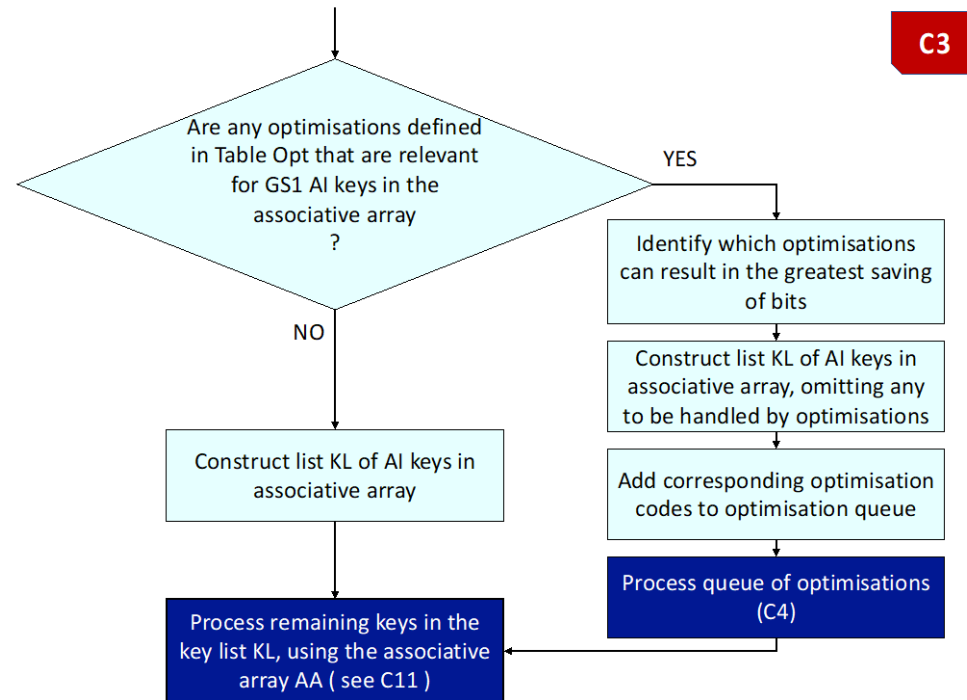 C3
Are any optimisations defined
in Table Opt that are relevant
for GS1 AI keys in the
associative array
?
YES
Identify which optimisations
can result in the greatest saving
of bits
NO
Construct list KL of AI keys in
associative array, omitting any
to be handled by optimisations
Construct list KL of AI keys in
associative array
Add corresponding optimisation
codes to optimisation queue
Process queue of optimisations
(C4)
Process remaining keys in the
key list KL, using the associative
array AA ( see C11 )